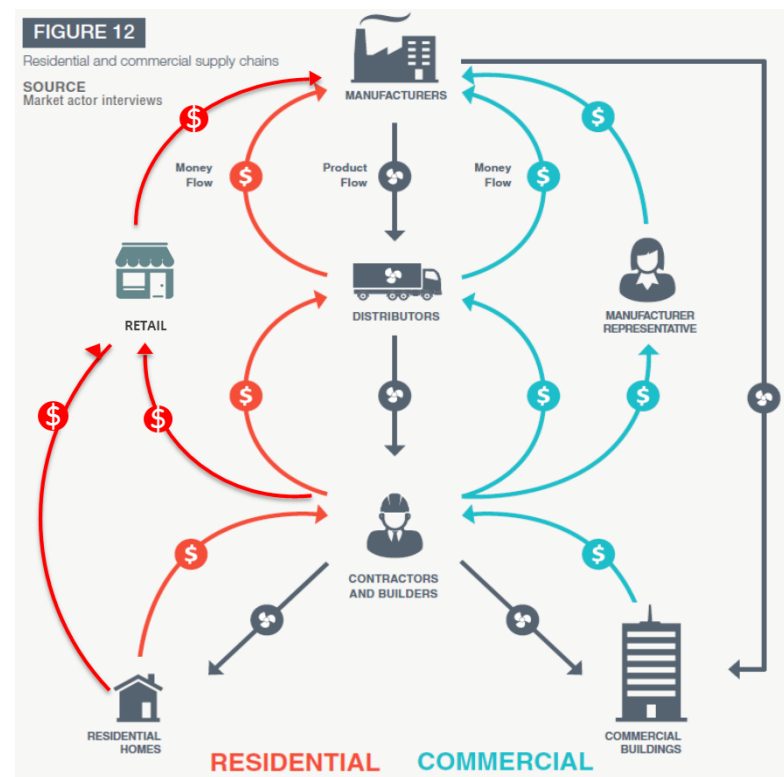 FIGURE 12
Residential and commercial supply chains
SOURCE
Market actor interviews
MANUFACTURERS
$
$
$
$
Money
Flow
Product
Flow
Money
Flow
RETAIL
DISTRIBUTORS
MANUFACTURER
REPRESENTATIVE
$
$
$
$
$
$
$
CONTRACTORS
AND BUILDERS
RESIDENTIAL
HOMES
COMMERCIAL
BUILDINGS
RESIDENTIAL
COMMERCIAL